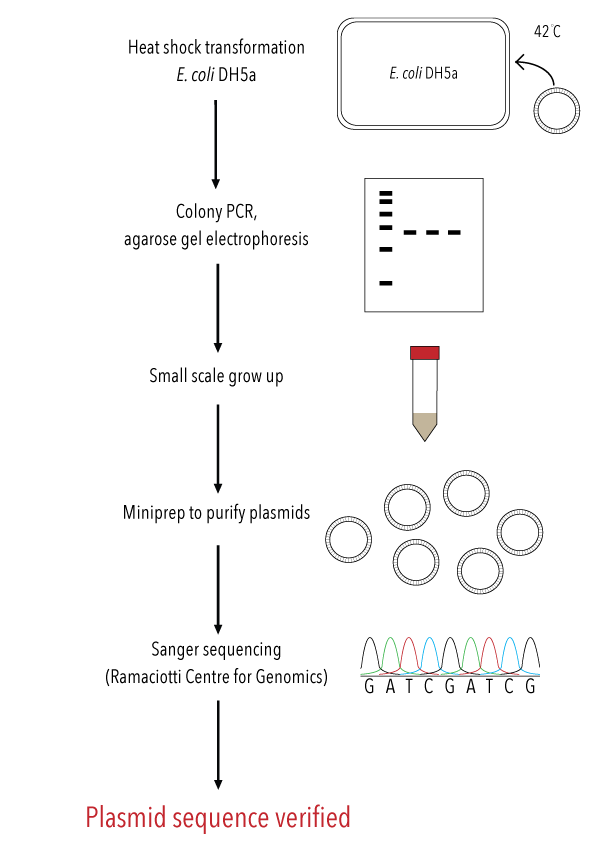 Heat shock transformation
E. coli DH5a
42°C
E. coli DH5a
Colony PCR,
agarose gel electrophoresis
Small scale grow up
Miniprep to purify plasmids
Sanger sequencing
(Ramaciotti Centre for Genomics)
G A T C G A T C G
Plasmid sequence verified